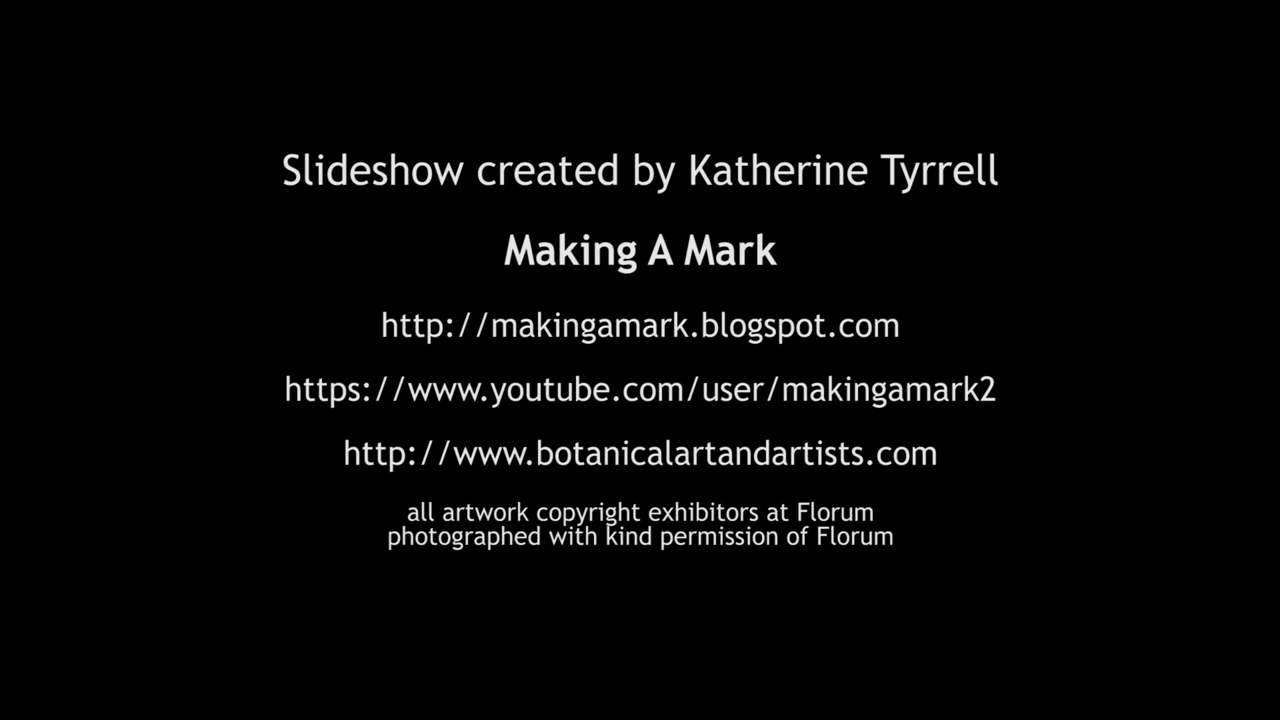 Slideshow created by Katherine Tyrrell
Making A Mark
http://makingamark.blogspot.com
https://www.youtube.com/user/makingamark2
http://www.botanicalartandartists.com
all artwork copyright exhibitors at Florum
photographed with kind permission of Florum